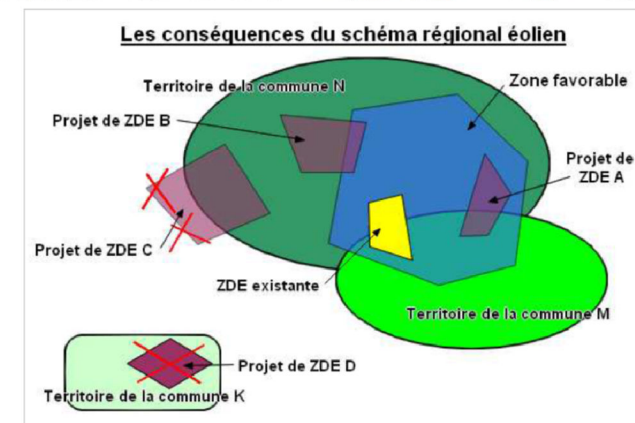 Les conséquences du schéma régional éolien
Territoire de la commune N
Zone favorable
Projet de ZDE B
Projet de
ZDE A
Projet de ZDE C
ZDE existante
Territoire de la commune M
Projet de ZDE D
Territoire de la commune K